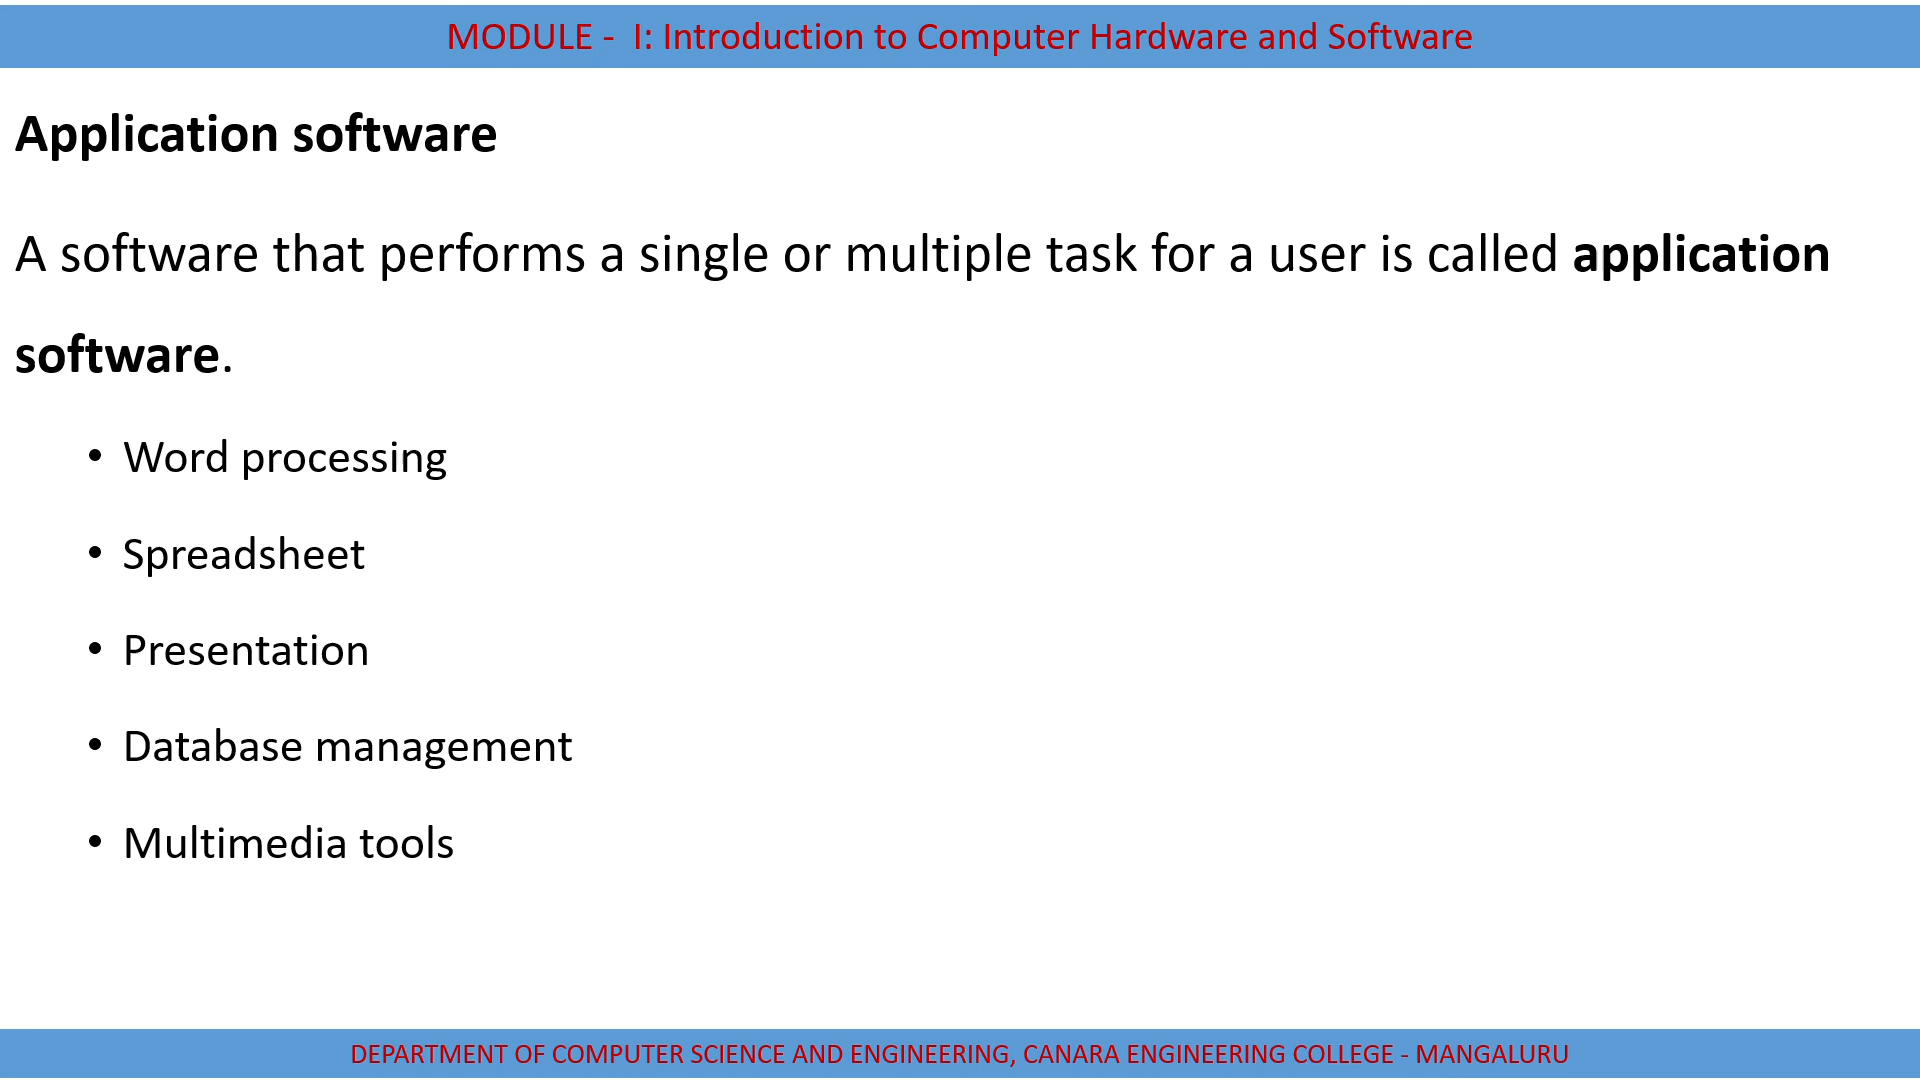 MODULE -  I: Introduction to Computer Hardware and Software
Application software
A software that performs a single or multiple task for a user is called application
software.
• Word processing
• Spreadsheet
• Presentation
• Database management
• Multimedia tools
DEPARTMENT OF COMPUTER SCIENCE AND ENGINEERING, CANARA ENGINEERING COLLEGE - MANGALURU